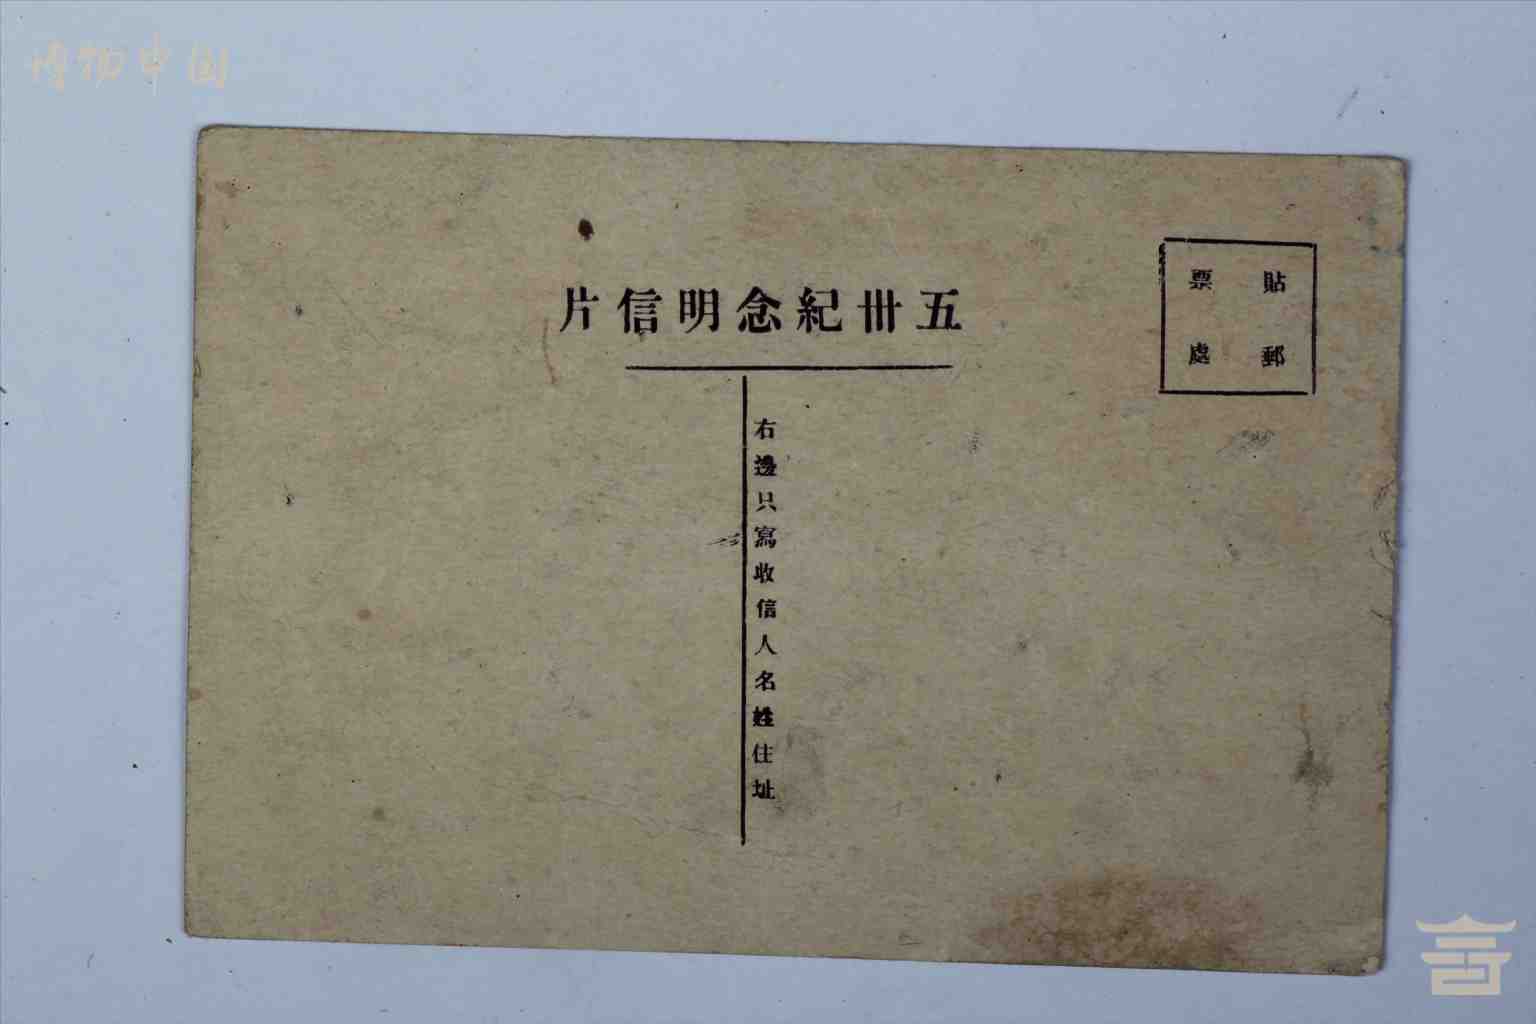 博物中国
五卅紀念明信片
貼郵
票處
右邊只寫收信人名姓住址